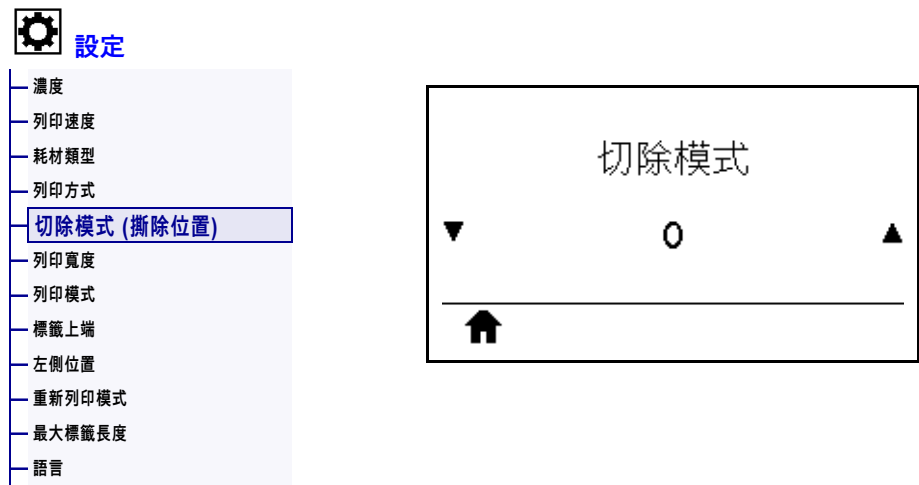 設定
濃度
列印速度
耗材類型
列印方式
切除模式 (撕除位置)
列印寬度
列印模式
標籤上端
左側位置
重新列印模式
最大標籤長度
語言
切除模式
▼ 0 ▲